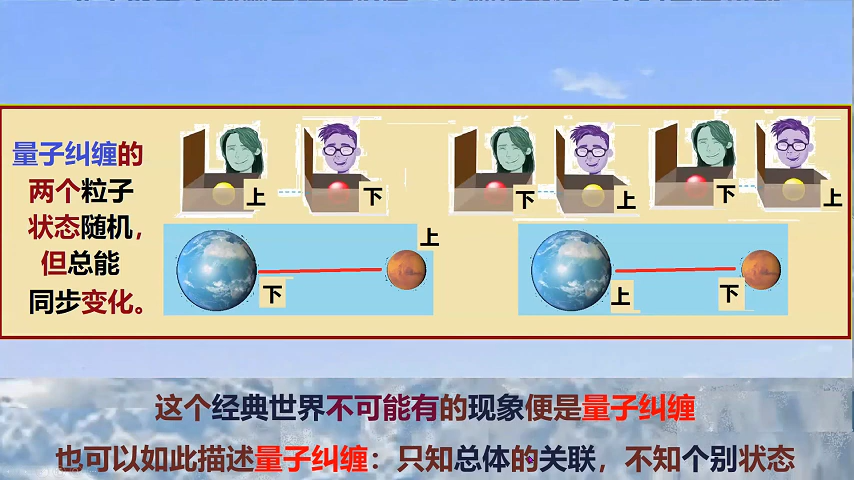 量子纠缠的
两个粒子
状态随机，
但总能
同步变化。
上
下
下
上
下
上
下
上
上
下
这个经典世界不可能有的现象便是量子纠缠
也可以如此描述量子纠缠：只知总体的关联，不知个别状态